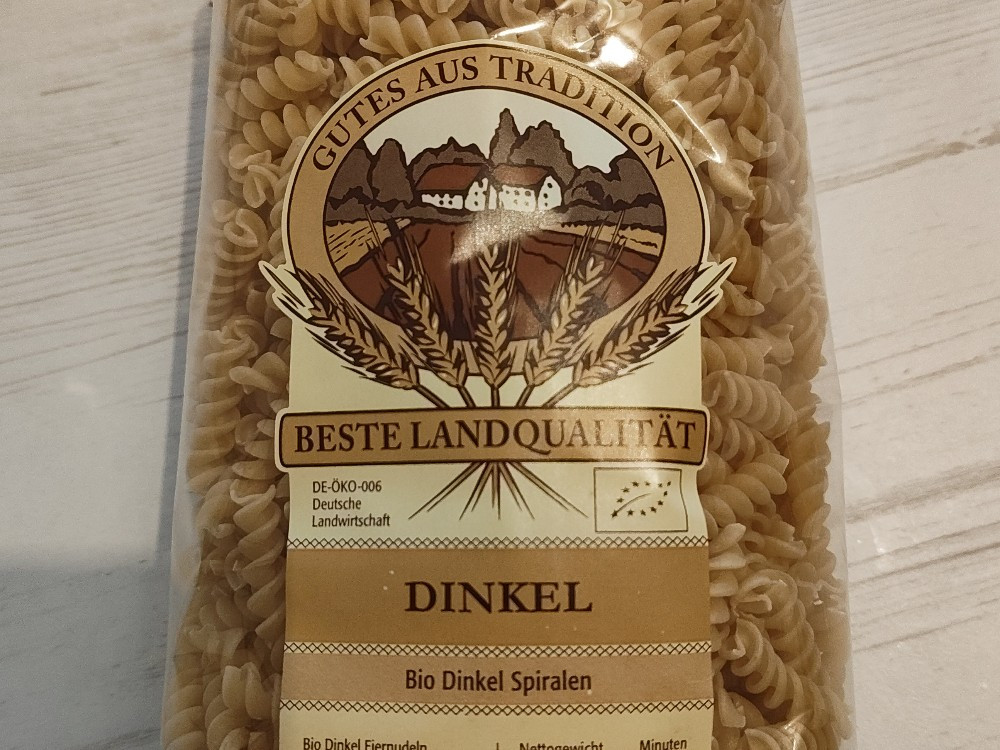 GUTES AUS TRADITION
BESTE LANDQUALITÄT
DE-ÖKO-006
Deutsche
Landwirtschaft
DINKEL
Bio Dinkel Spiralen
Bio Dinkel Eiernudeln Nettogewicht Minuten